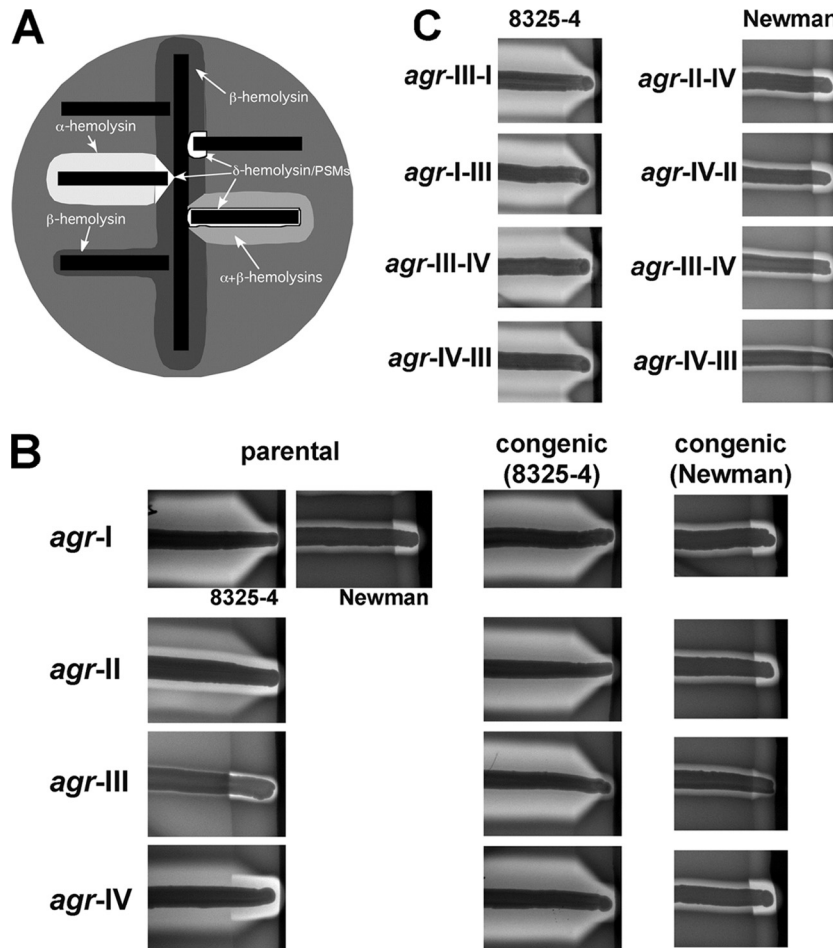 A
β-hemolysin
α-hemolysin
δ-hemolysin/PSMs
β-hemolysin
α+β-hemolysins
C
8325-4
Newman
agr-III-I
agr-II-IV
agr-I-III
agr-IV-II
agr-III-IV
agr-III-IV
agr-IV-III
agr-IV-III
B
parental
congenic
(8325-4)
congenic
(Newman)
agr-I
8325-4
Newman
agr-II
agr-III
agr-IV